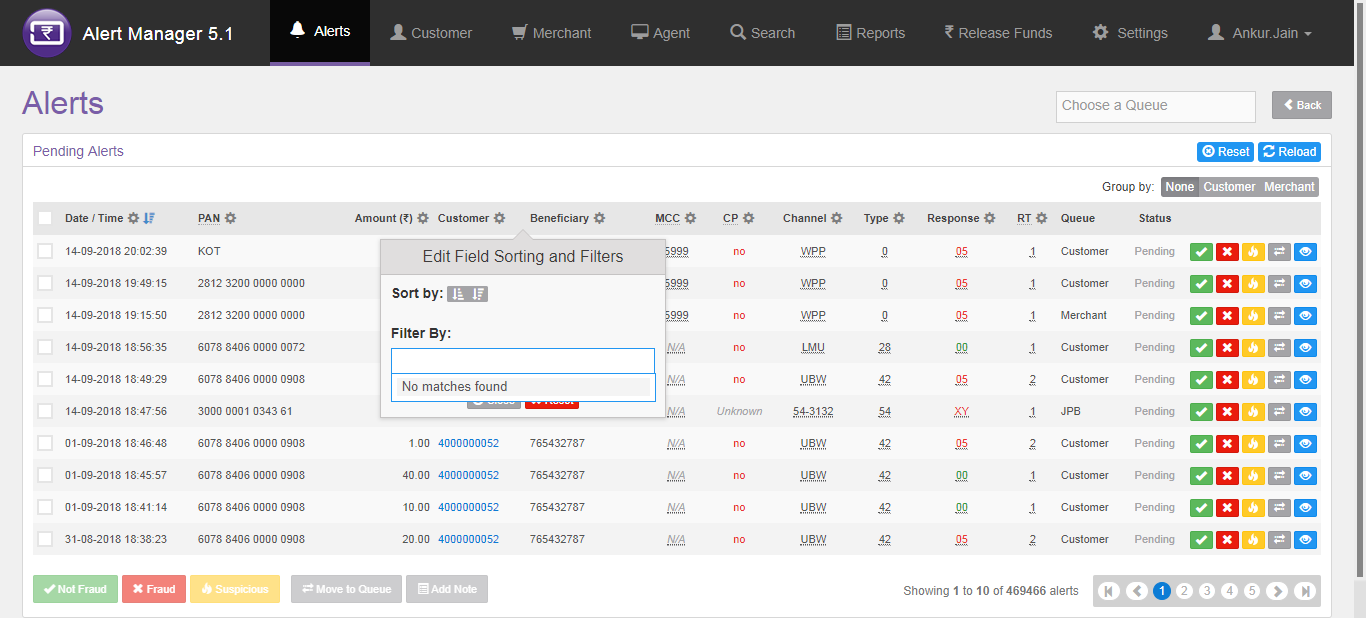 Alert Manager 5.1 Alerts Customer Merchant Agent Search Reports ₹ Release Funds Settings Ankur.Jain
Alerts Choose a Queue Back
Pending Alerts Reset Reload
Group by: None Customer Merchant
Date / Time PAN Amount (₹) Customer Beneficiary MCC CP Channel Type Response RT Queue Status
14-09-2018 20:02:39 KOT 5999 no WPP 0 05 1 Customer Pending
Edit Field Sorting and Filters
14-09-2018 19:49:15 2812 3200 0000 0000 5999 no WPP 0 05 1 Customer Pending
Sort by:
14-09-2018 19:15:50 2812 3200 0000 0000 5999 no WPP 0 05 1 Merchant Pending
Filter By:
14-09-2018 18:56:35 6078 8406 0000 0072 N/A no LMU 28 00 1 Customer Pending
14-09-2018 18:49:29 6078 8406 0000 0908 N/A no UBW 42 05 2 Customer Pending
No matches found
14-09-2018 18:47:56 3000 0001 0343 61 N/A Unknown 54-3132 54 XY 1 JPB Pending
01-09-2018 18:46:48 6078 8406 0000 0908 1.00 4000000052 765432787 N/A no UBW 42 05 2 Customer Pending
01-09-2018 18:45:57 6078 8406 0000 0908 40.00 4000000052 765432787 N/A no UBW 42 00 1 Customer Pending
01-09-2018 18:41:14 6078 8406 0000 0908 10.00 4000000052 765432787 N/A no UBW 42 00 1 Customer Pending
31-08-2018 18:38:23 6078 8406 0000 0908 20.00 4000000052 765432787 N/A no UBW 42 05 2 Customer Pending
Not Fraud Fraud Suspicious Move to Queue Add Note Showing 1 to 10 of 469466 alerts 1 2 3 4 5